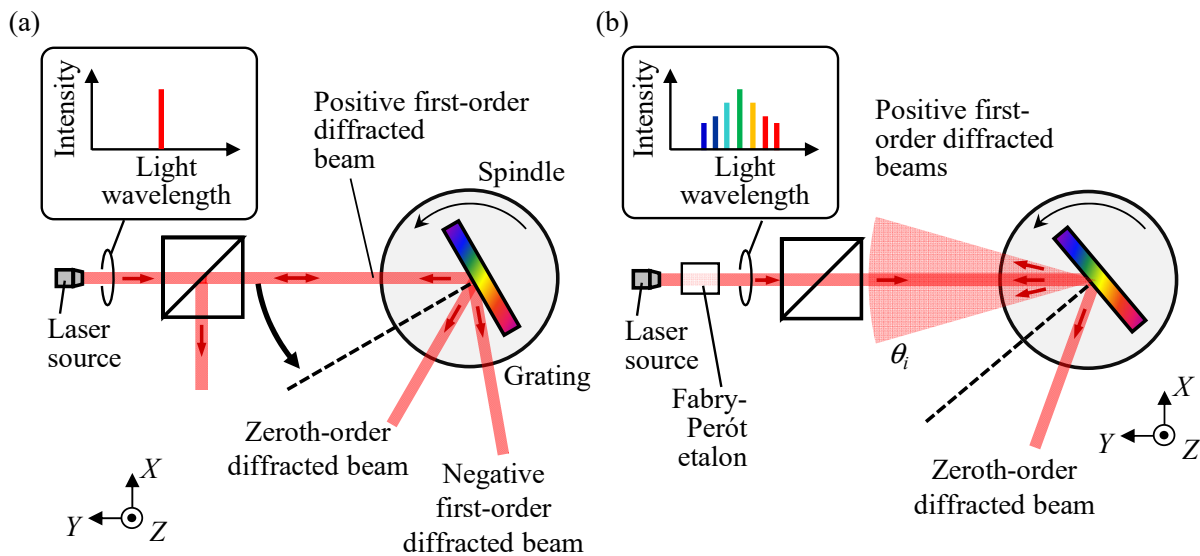 (a)
Intensity
Light
wavelength
Positive first-order
diffracted
beam
Spindle
Laser
source
Grating
Zeroth-order
diffracted beam
Negative
first-order
diffracted beam
X
Y
Z
(b)
Intensity
Light
wavelength
Positive first-
order diffracted
beams
Spindle
Laser
source
θi
Fabry-
Perót
etalon
Zeroth-order
diffracted beam
X
Y
Z